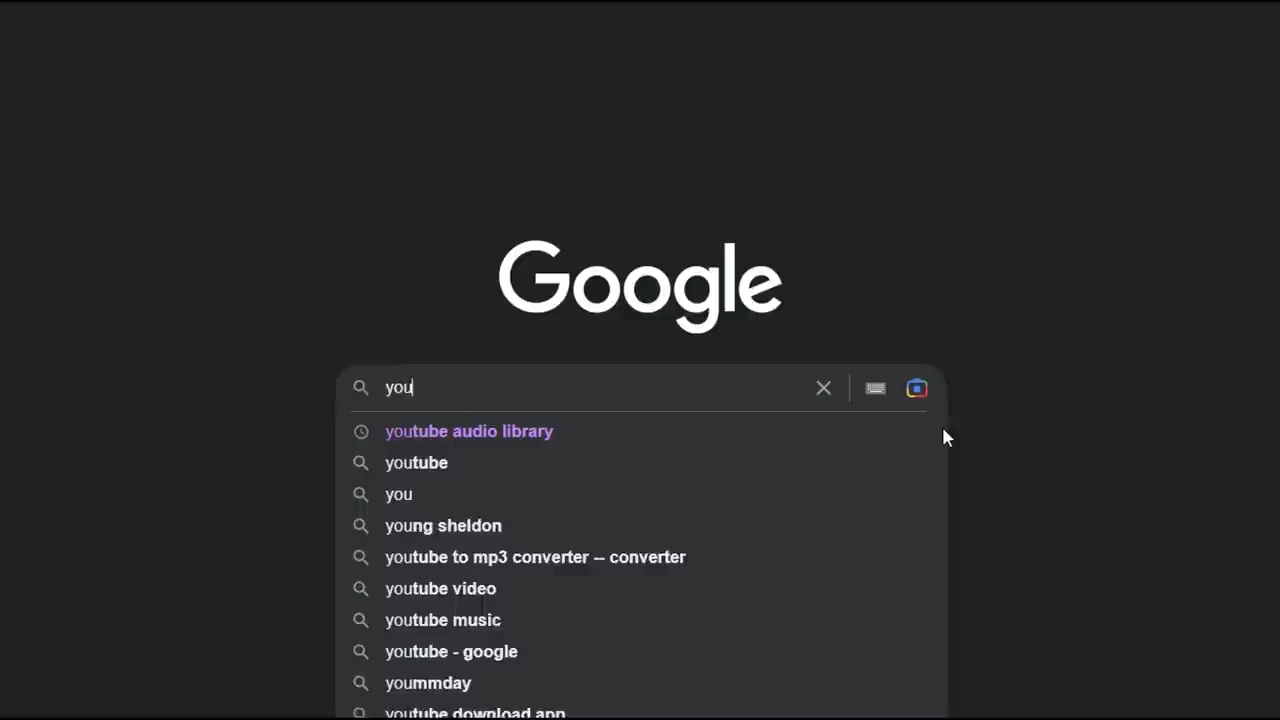 Google
you
youtube audio library
youtube
you
young sheldon
youtube to mp3 converter – converter
youtube video
youtube music
youtube - google
yoummday
youtube download app